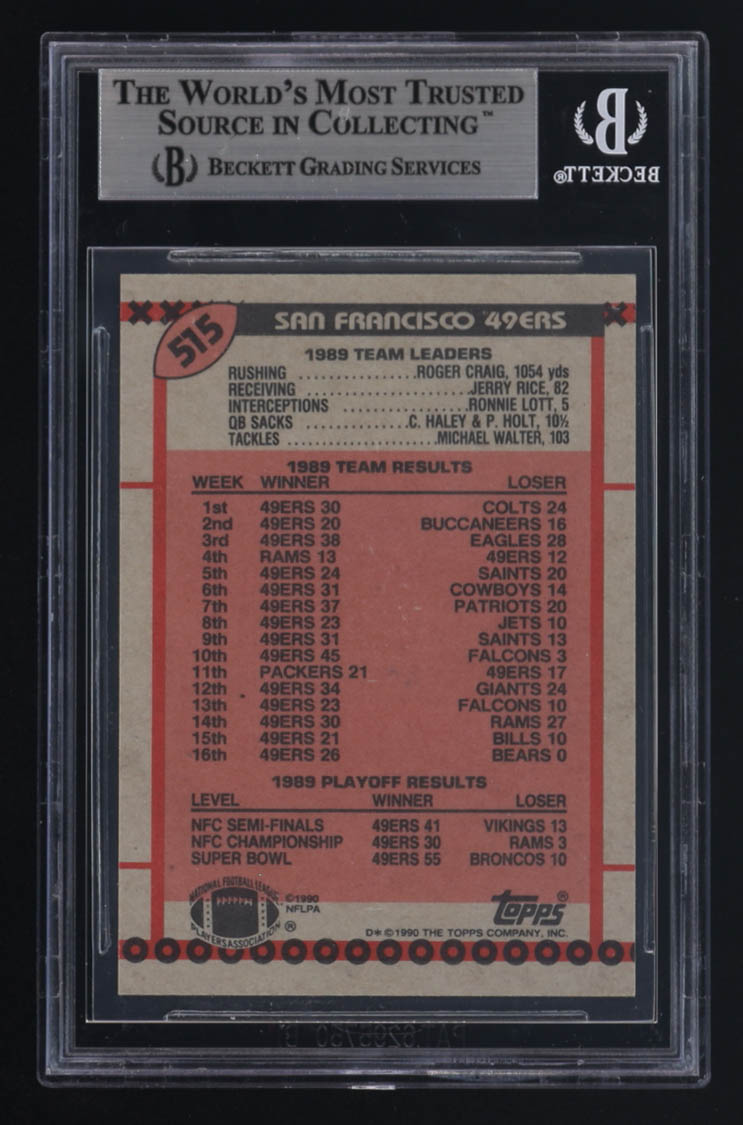 THE WORLD'S MOST TRUSTED
SOURCE IN COLLECTING™
B BECKETT GRADING SERVICES
B
BECKETT®
515
SAN FRANCISCO 49ERS
1989 TEAM LEADERS
RUSHING ..................ROGER CRAIG, 1054 yds
RECEIVING ............................JERRY RICE, 82
INTERCEPTIONS ...................RONNIE LOTT, 5
QB SACKS ................C. HALEY & P. HOLT, 10½
TACKLES .......................MICHAEL WALTER, 103
1989 TEAM RESULTS
WEEK WINNER LOSER
1st 49ERS 30 COLTS 24
2nd 49ERS 20 BUCCANEERS 16
3rd 49ERS 38 EAGLES 28
4th RAMS 13 49ERS 12
5th 49ERS 24 SAINTS 20
6th 49ERS 31 COWBOYS 14
7th 49ERS 37 PATRIOTS 20
8th 49ERS 23 JETS 10
9th 49ERS 31 SAINTS 13
10th 49ERS 45 FALCONS 3
11th PACKERS 21 49ERS 17
12th 49ERS 34 GIANTS 24
13th 49ERS 23 FALCONS 10
14th 49ERS 30 RAMS 27
15th 49ERS 21 BILLS 10
16th 49ERS 26 BEARS 0
1989 PLAYOFF RESULTS
LEVEL WINNER LOSER
NFC SEMI-FINALS 49ERS 41 VIKINGS 13
NFC CHAMPIONSHIP 49ERS 30 RAMS 3
SUPER BOWL 49ERS 55 BRONCOS 10
NATIONAL FOOTBALL LEAGUE
PLAYERS ASSOCIATION
®
©1990
NFLPA
TOPPS®
D* ©1990 THE TOPPS COMPANY, INC.